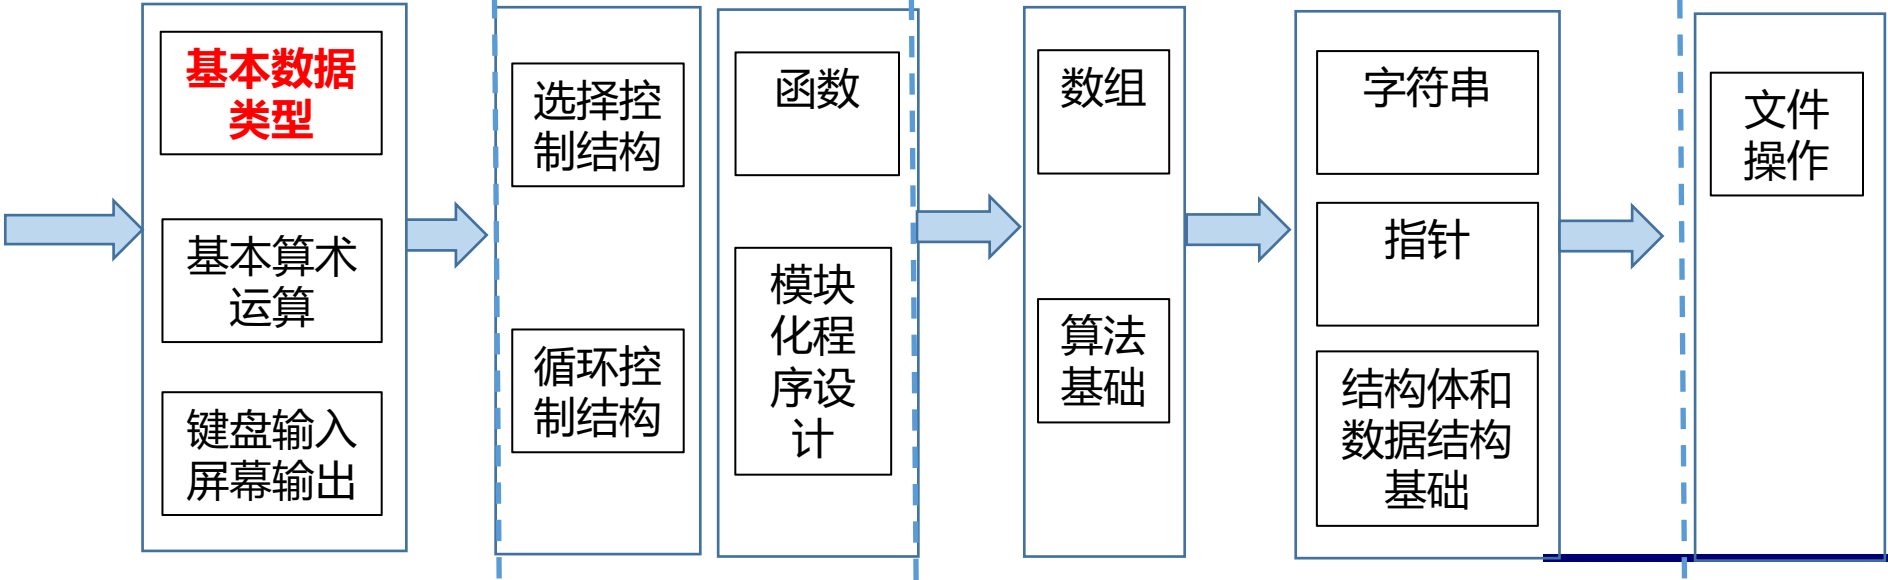 基本数据
类型
基本算术
运算
键盘输入
屏幕输出
选择控
制结构
循环控
制结构
函数
模块
化程
序设
计
数组
算法
基础
字符串
指针
结构体和
数据结构
基础
文件
操作